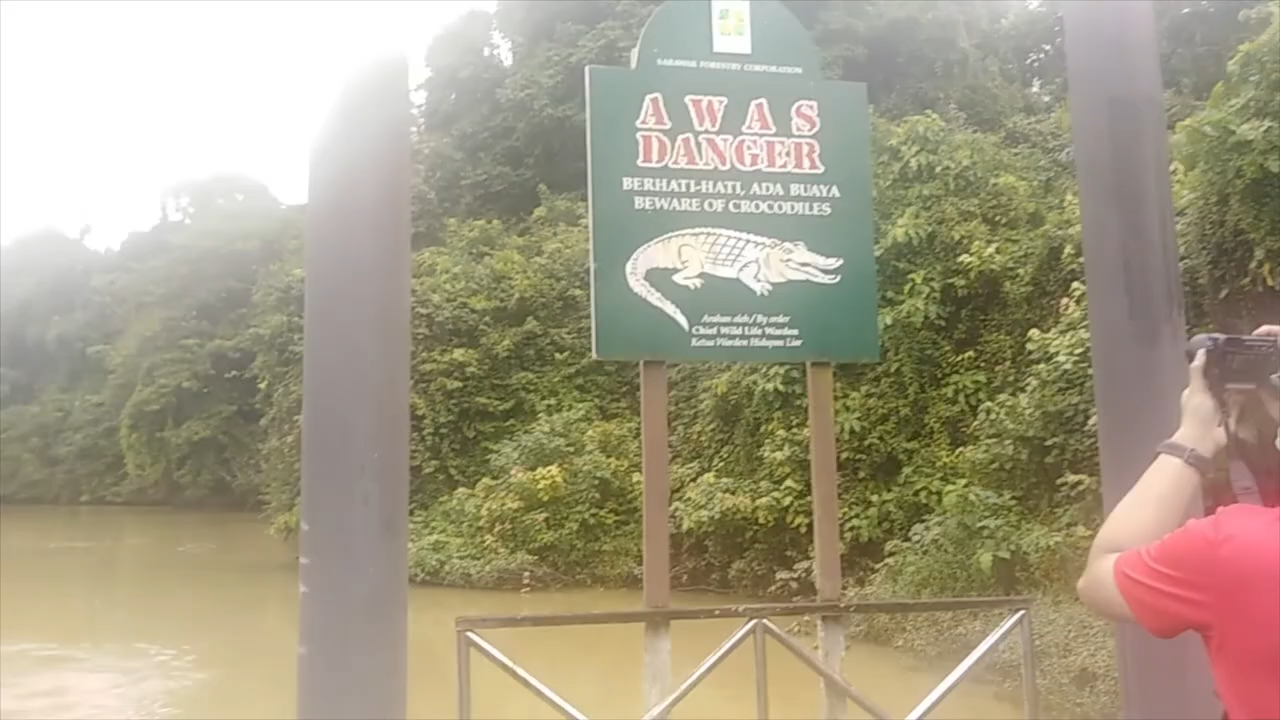 SARAWAK FORESTRY CORPORATION
AWAS
DANGER
BERHATI-HATI, ADA BUAYA
BEWARE OF CROCODILES
Arahan oleh/By order
Chief Wild Life Warden
Ketua Warden Hidupan Liar